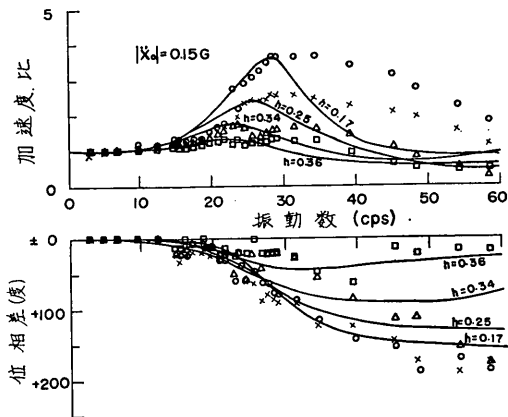 5
|Ẍ₀|=0.15G
加速度比
h=0.17
h=0.25
h=0.34
h=0.36
0
0 10 20 30 40 50 60
振動数 (cps)
± 0
h=0.36
h=0.34
+100
h=0.25
h=0.17
位相差(度)
+200